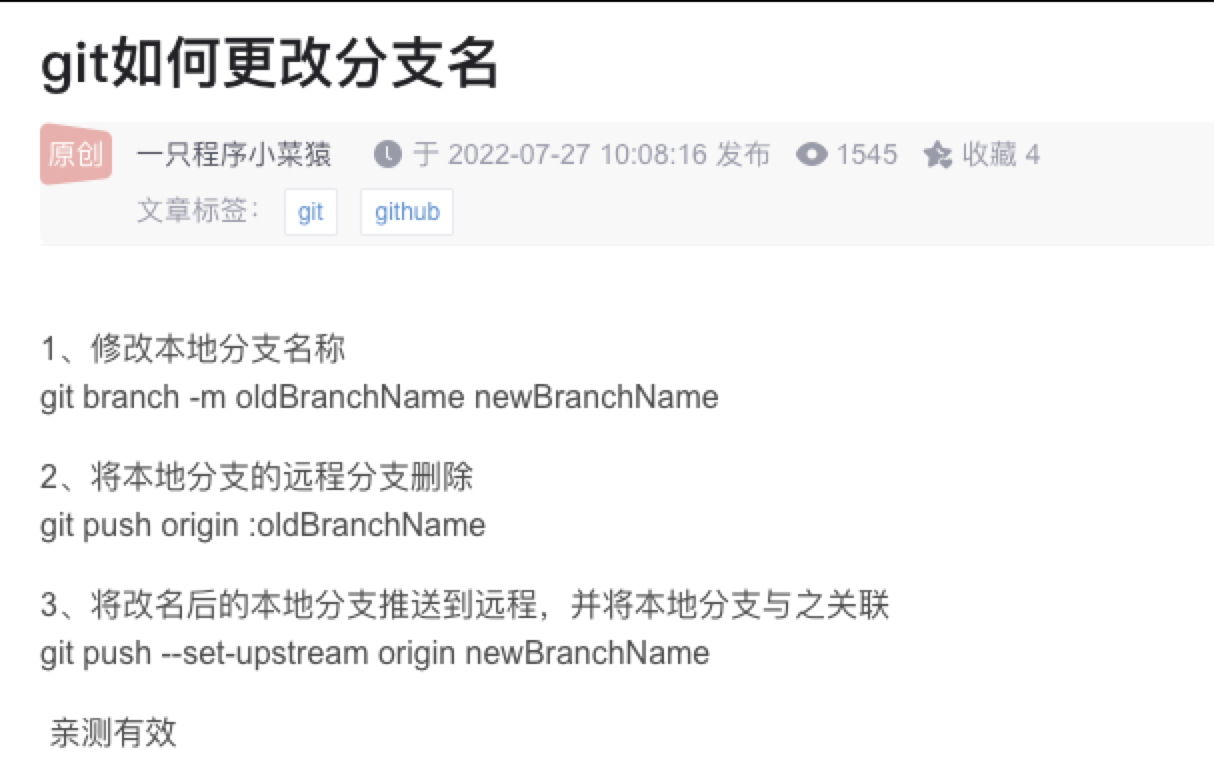 git如何更改分支名
原创 一只程序小菜猿 于 2022-07-27 10:08:16 发布 1545 收藏 4
文章标签： git github
1、修改本地分支名称
git branch -m oldBranchName newBranchName
2、将本地分支的远程分支删除
git push origin :oldBranchName
3、将改名后的本地分支推送到远程，并将本地分支与之关联
git push --set-upstream origin newBranchName
亲测有效